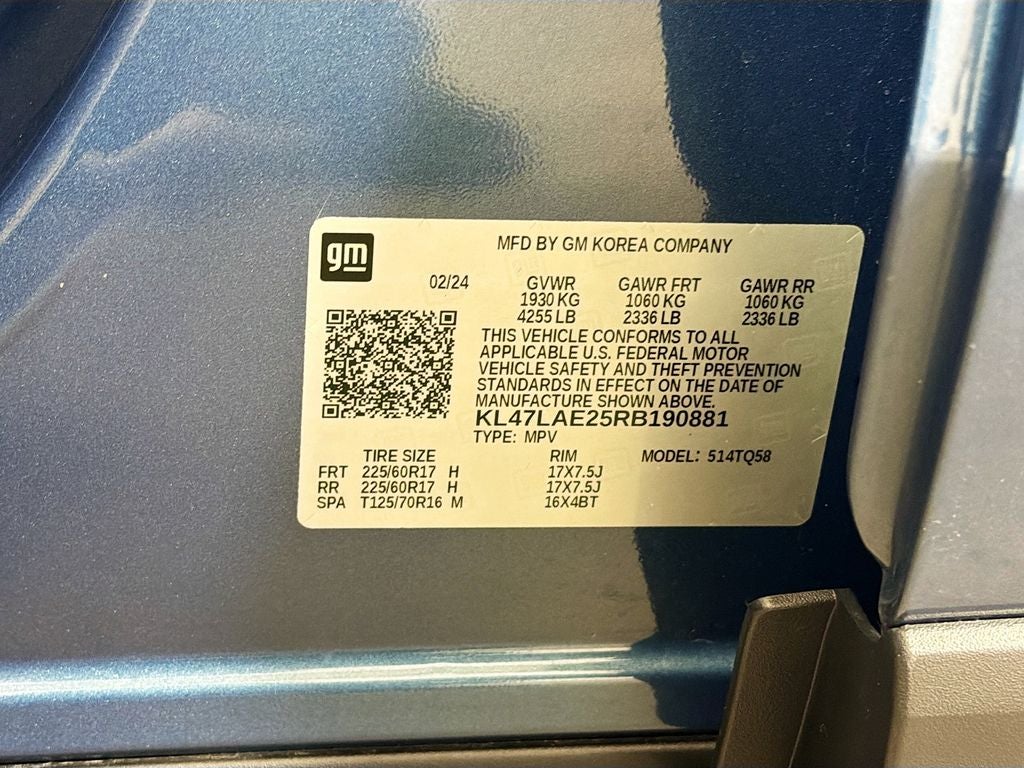 gm
MFD BY GM KOREA COMPANY
02/24 GVWR GAWR FRT GAWR RR
1930 KG 1060 KG 1060 KG
4255 LB 2336 LB 2336 LB
THIS VEHICLE CONFORMS TO ALL
APPLICABLE U.S. FEDERAL MOTOR
VEHICLE SAFETY AND THEFT PREVENTION
STANDARDS IN EFFECT ON THE DATE OF
MANUFACTURE SHOWN ABOVE.
KL47LAE25RB190881
TYPE: MPV
TIRE SIZE RIM MODEL: 514TQ58
FRT 225/60R17 H 17X7.5J
RR 225/60R17 H 17X7.5J
SPA T125/70R16 M 16X4BT